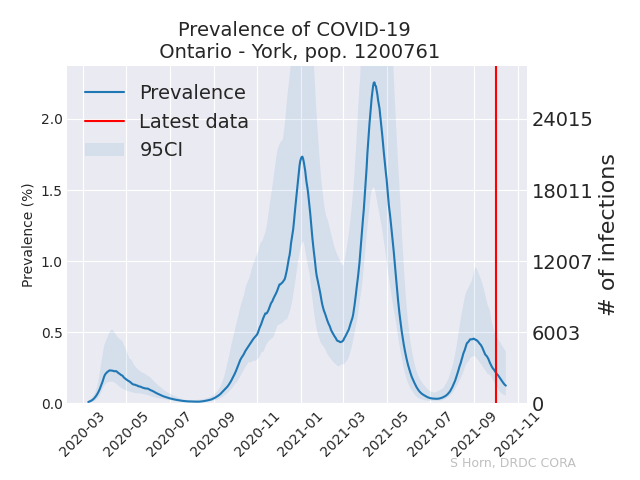 Prevalence of COVID-19
Ontario - York, pop. 1200761
Prevalence
Latest data
95CI
Prevalence (%)
2.0
1.5
1.0
0.5
0.0
24015
18011
12007
6003
0
# of infections
2020-03
2020-05
2020-07
2020-09
2020-11
2021-01
2021-03
2021-05
2021-07
2021-09
2021-11
S Horn, DRDC CORA